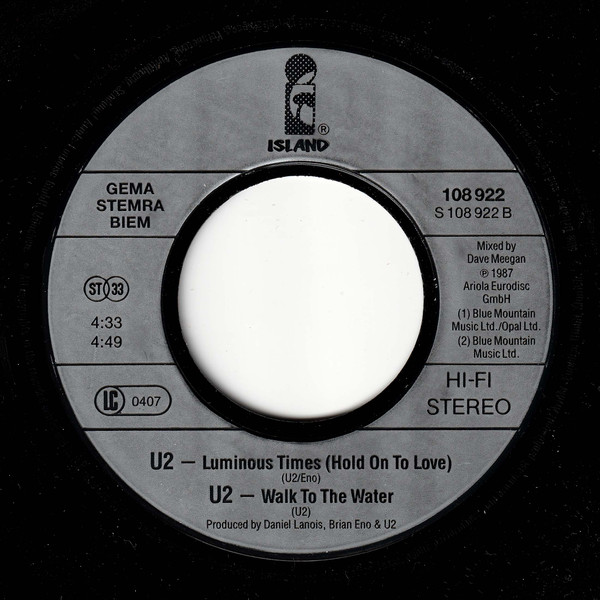 ®
ISLAND
GEMA
STEMRA
BIEM
108 922
S 108 922 B
ST 33
4:33
4:49
Mixed by
Dave Meegan
℗ 1987
Ariola Eurodisc
GmbH
(1) Blue Mountain
Music Ltd./Opal Ltd.
(2) Blue Mountain
Music Ltd.
LC 0407
HI-FI
STEREO
U2 — Luminous Times (Hold On To Love)
(U2/Eno)
U2 — Walk To The Water
(U2)
Produced by Daniel Lanois, Brian Eno & U2